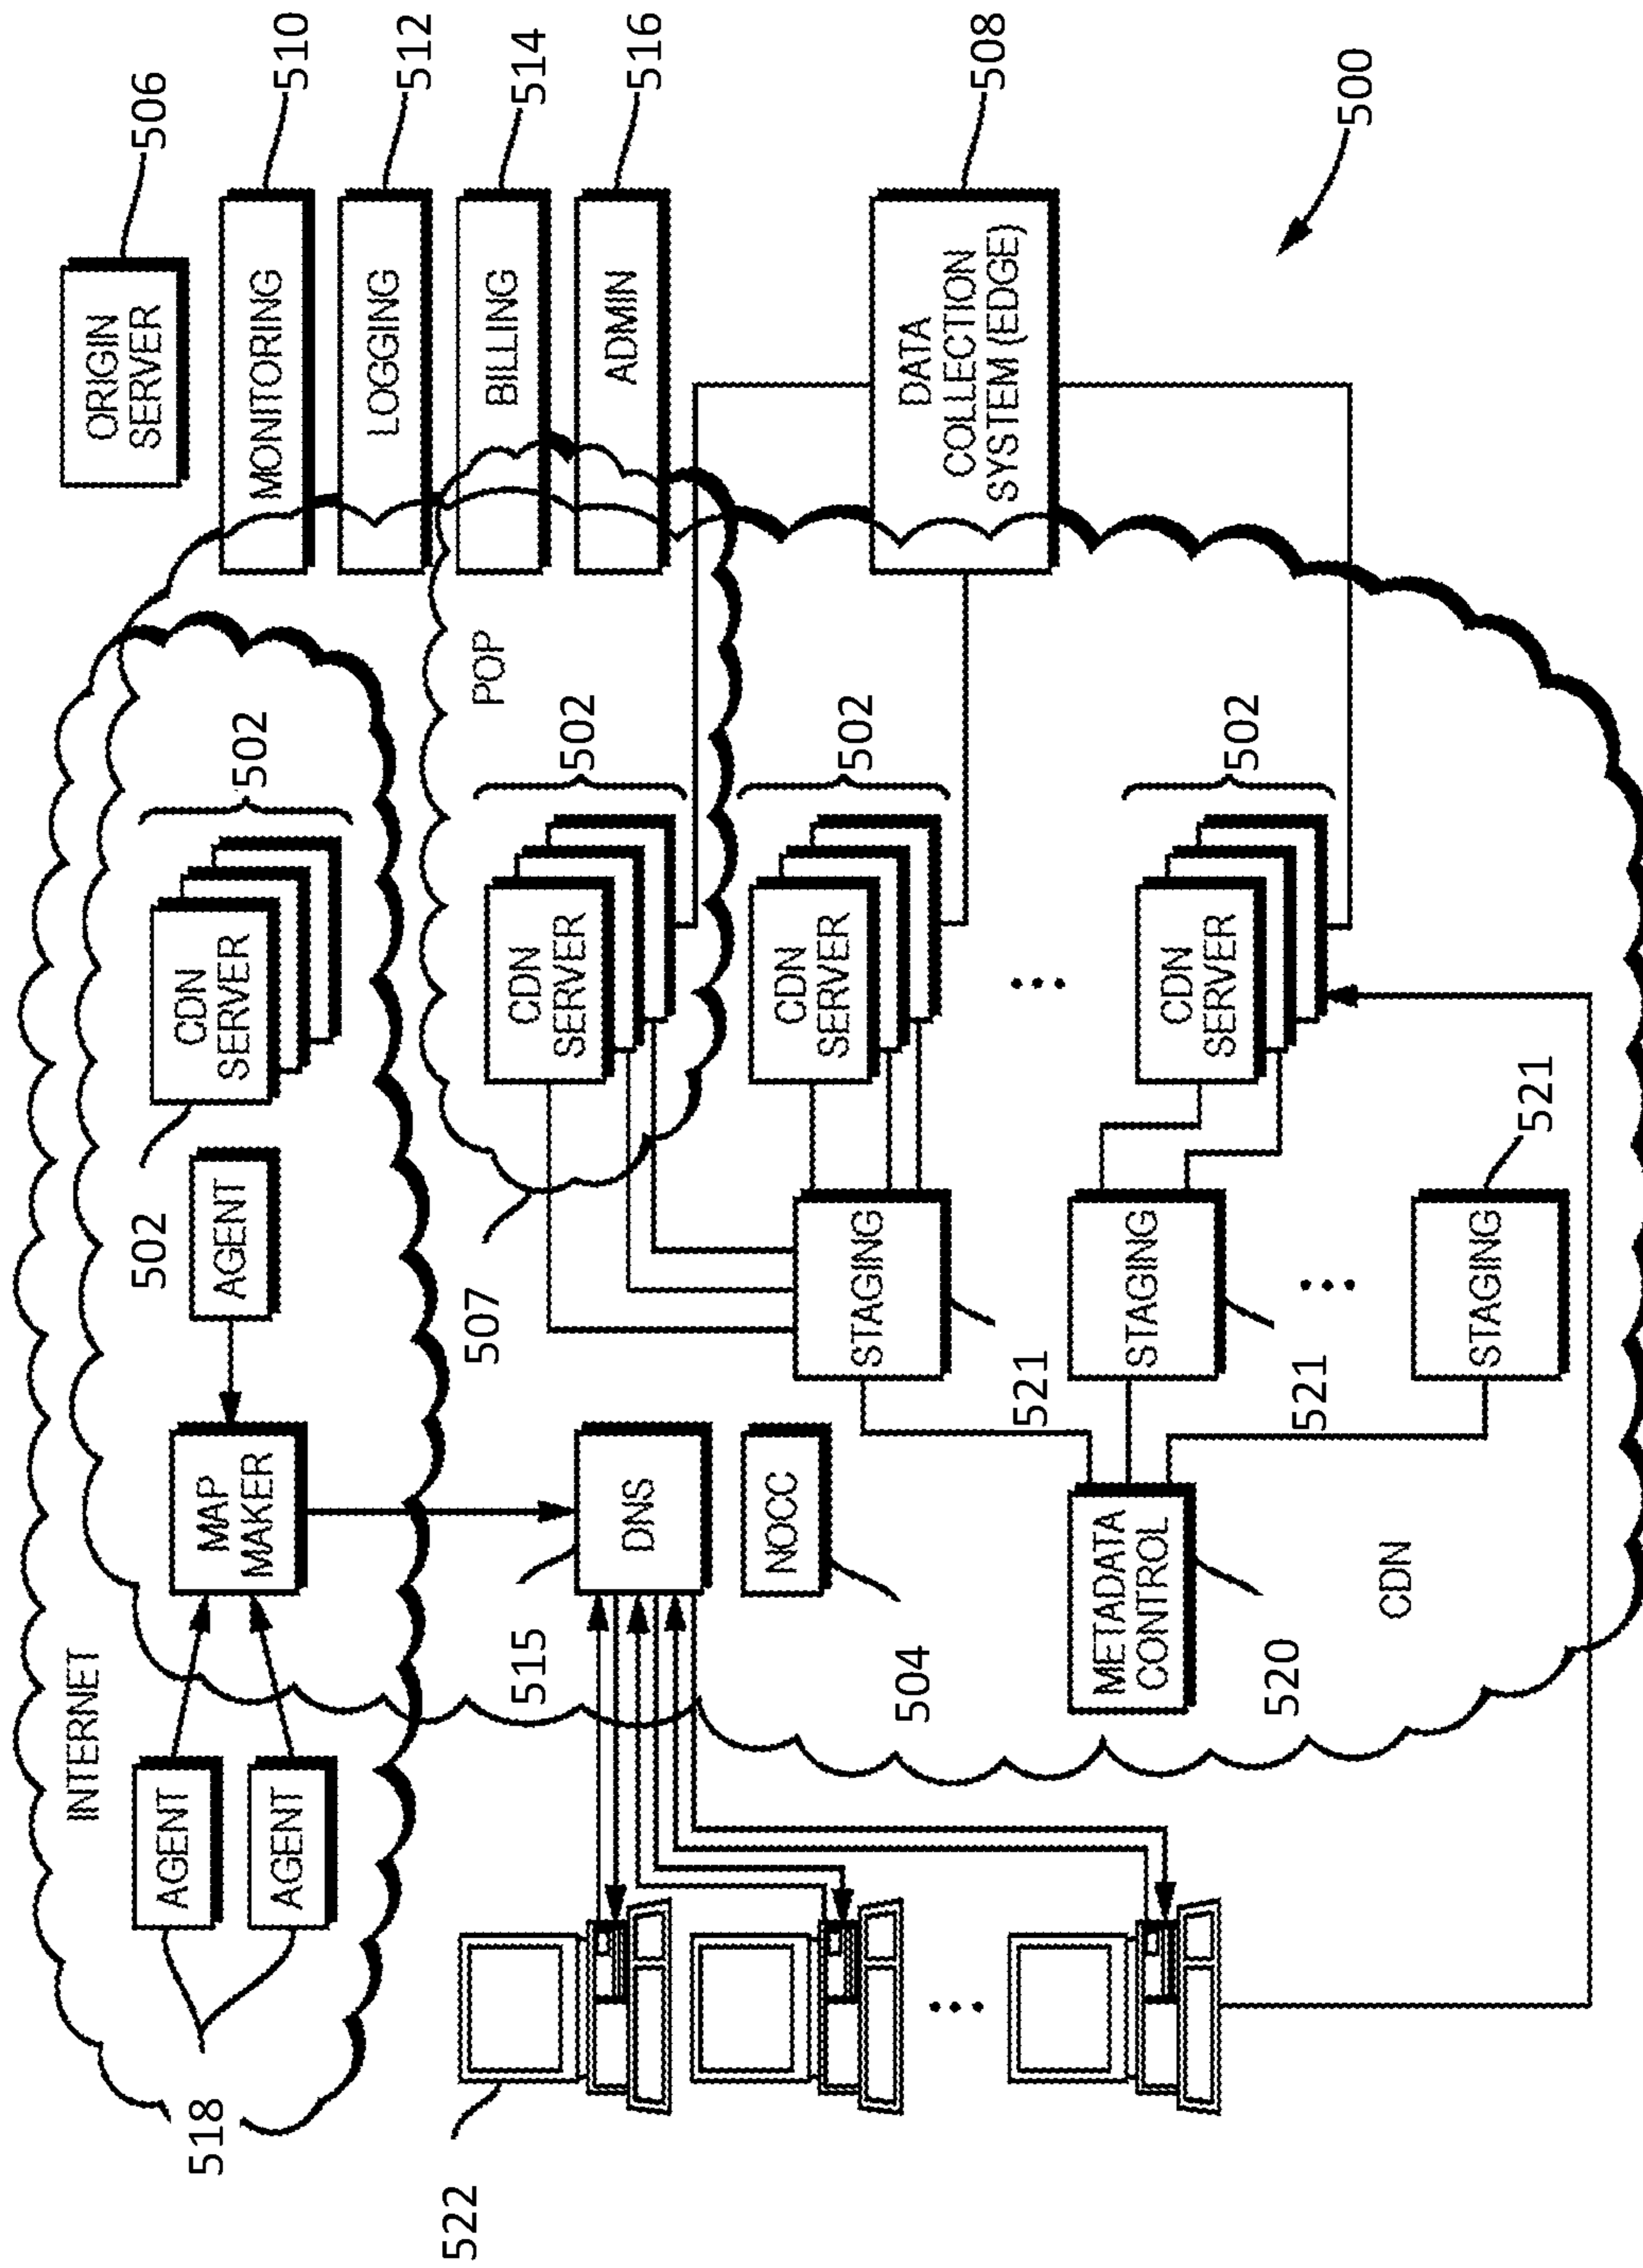 INTERNET
ORIGIN
SERVER
506
AGENT
AGENT
518
MAP
MAKER
502
AGENT
CDN
SERVER
502
MONITORING
510
LOGGING
512
BILLING
514
ADMIN
516
522
507
POP
515
DNS
CDN
SERVER
502
NOCC
504
STAGING
521
CDN
SERVER
502
DATA
COLLECTION
SYSTEM (EDGE)
508
METADATA
CONTROL
520
STAGING
521
CDN
SERVER
502
500
CDN
STAGING
521